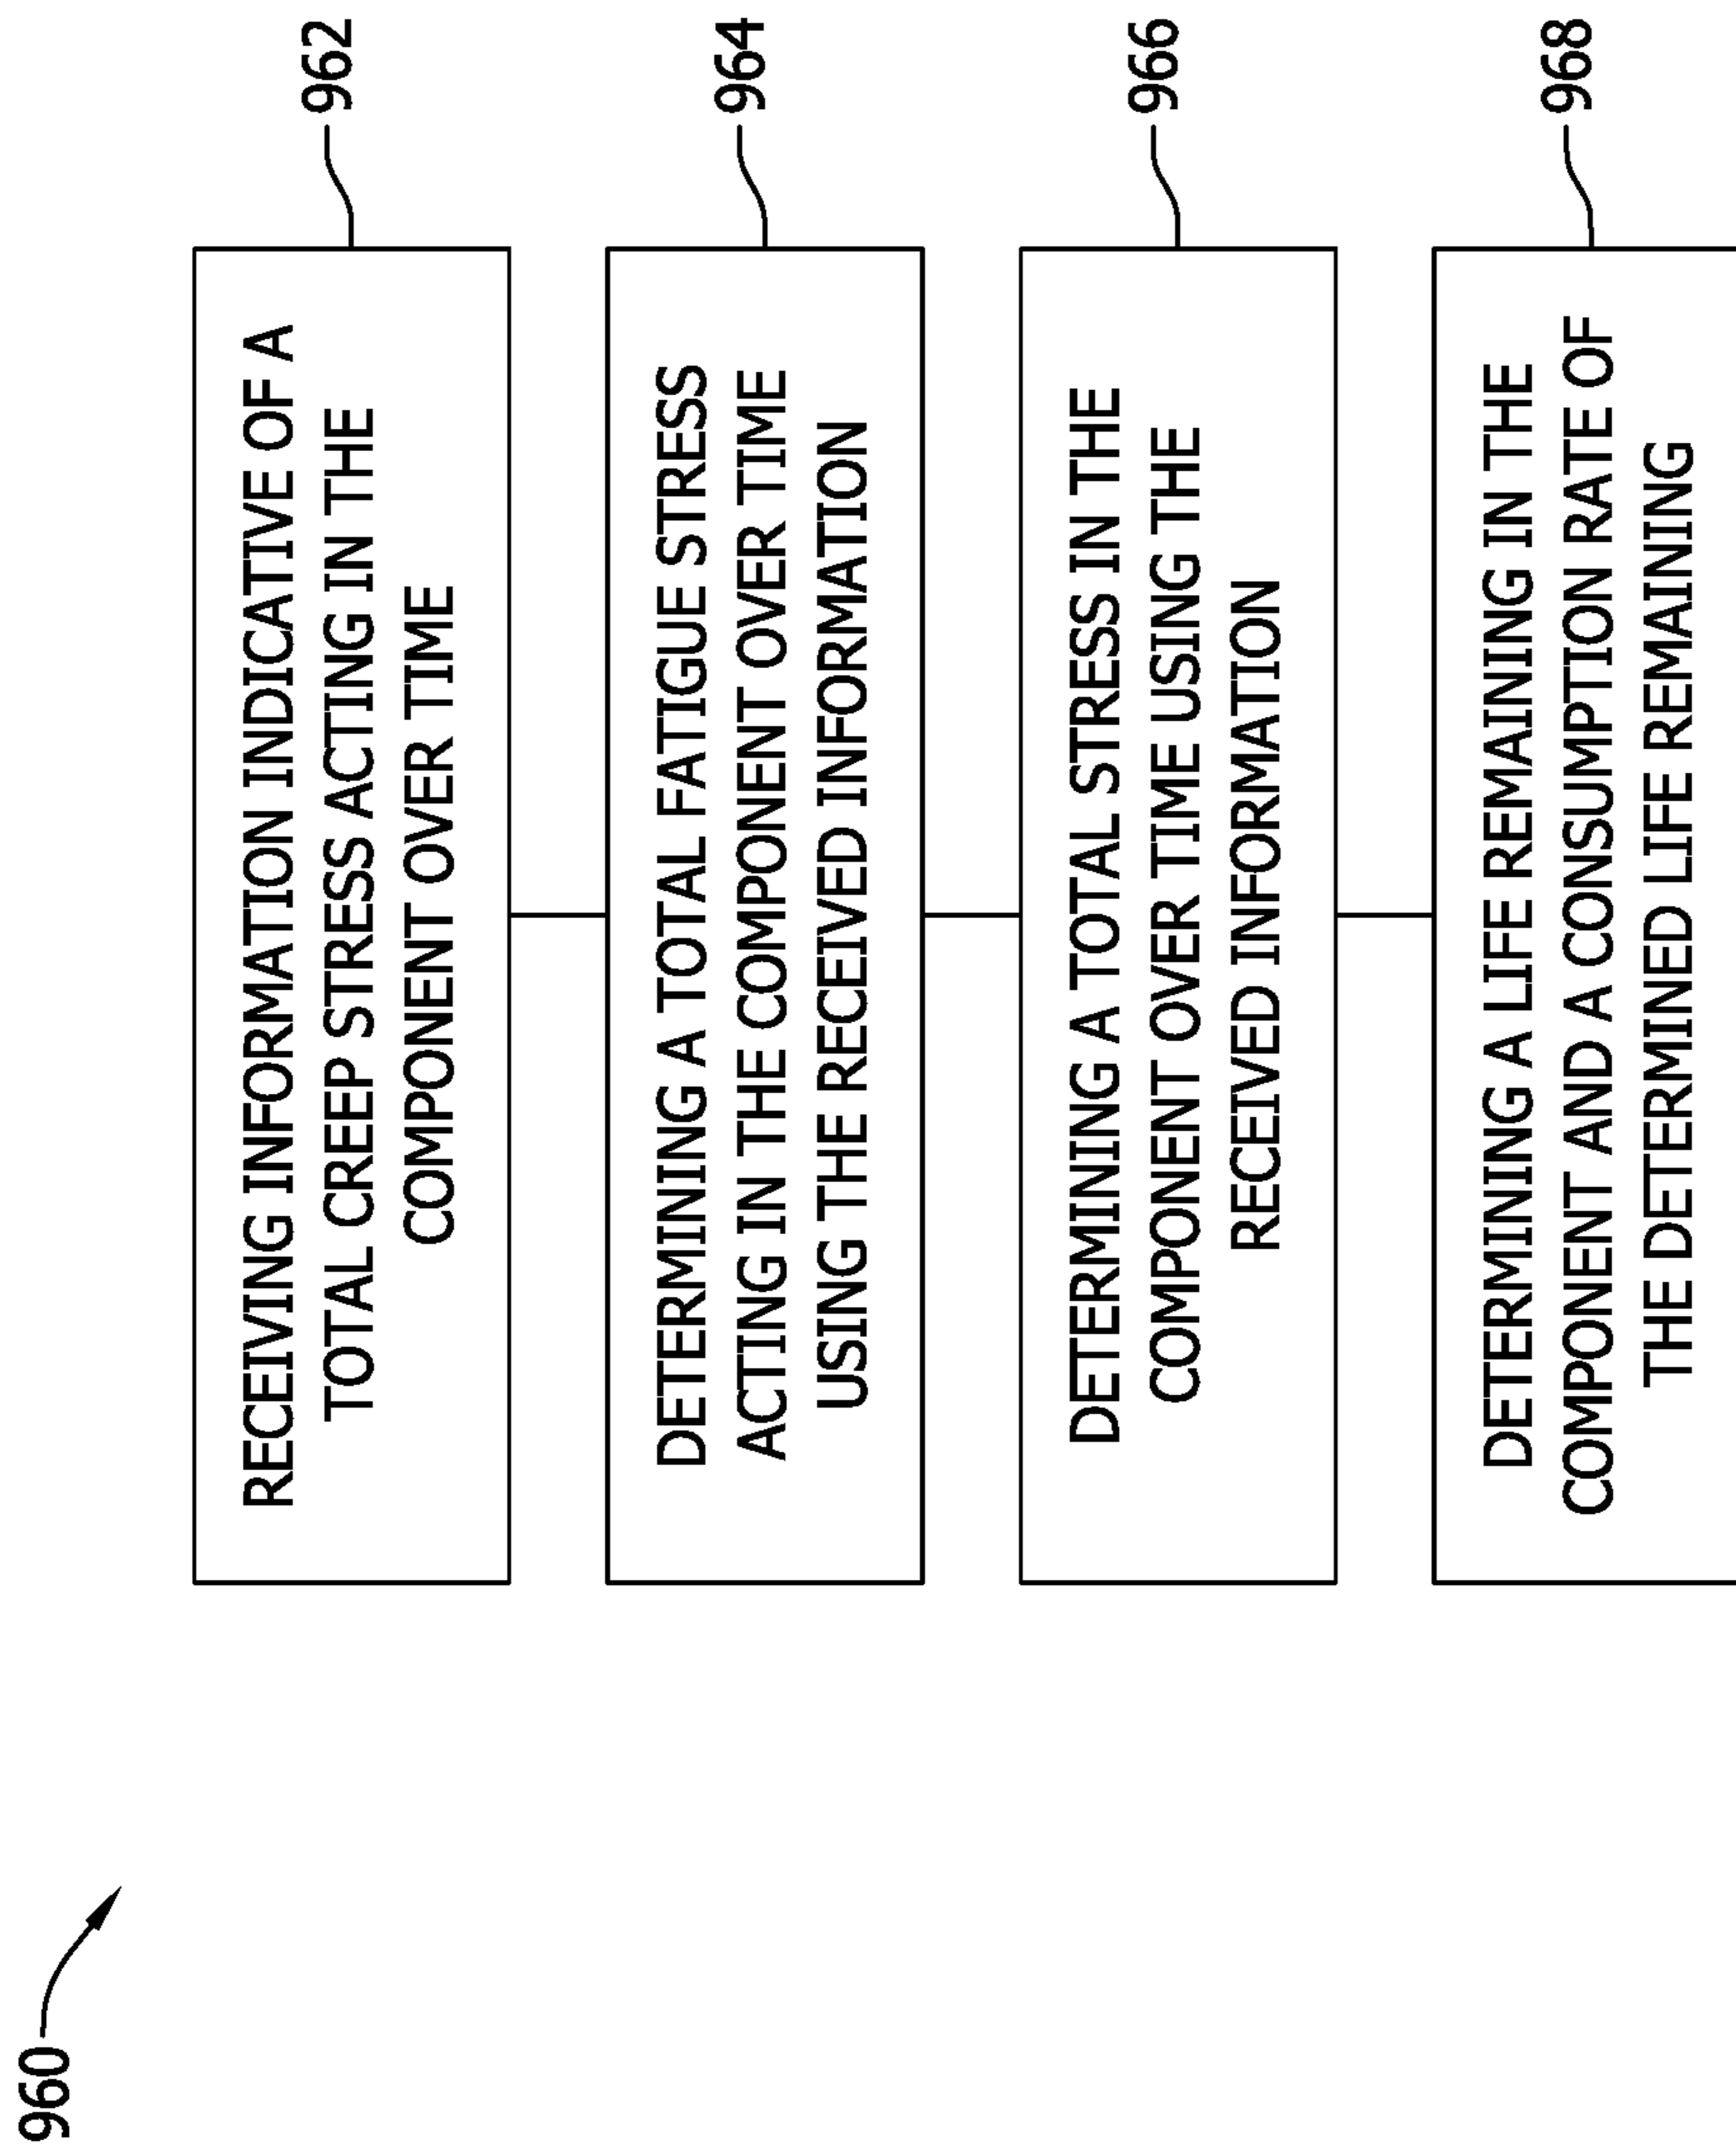 960
RECEIVING INFORMATION INDICATIVE OF A
TOTAL CREEP STRESS ACTING IN THE
COMPONENT OVER TIME
962
DETERMINING A TOTAL FATIGUE STRESS
ACTING IN THE COMPONENT OVER TIME
USING THE RECEIVED INFORMATION
964
DETERMINING A TOTAL STRESS IN THE
COMPONENT OVER TIME USING THE
RECEIVED INFORMATION
966
DETERMINING A LIFE REMAINING IN THE
COMPONENT AND A CONSUMPTION RATE OF
THE DETERMINED LIFE REMAINING
968